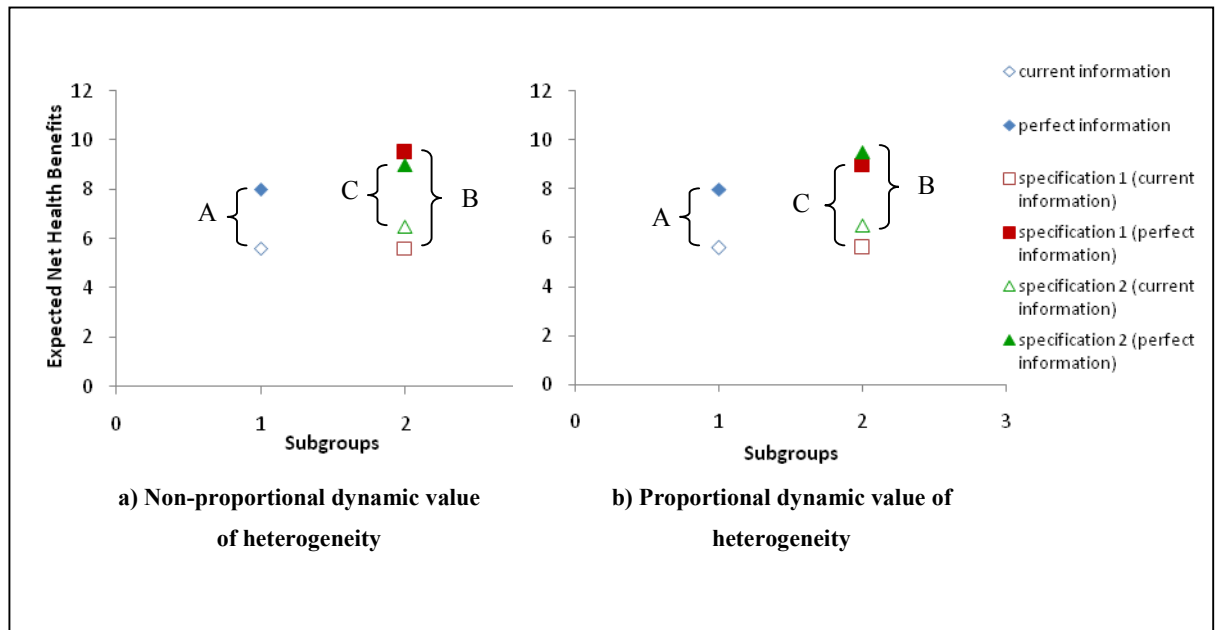 Expected Net Health Benefits
12
10
8
6
4
2
0
0
1
2
Subgroups
A
C
B
a) Non-proportional dynamic value
of heterogeneity
12
10
8
6
4
2
0
0
1
2
3
Subgroups
A
C
B
b) Proportional dynamic value of
heterogeneity
current information
perfect information
specification 1 (current
information)
specification 1 (perfect
information)
specification 2 (current
information)
specification 2 (perfect
information)